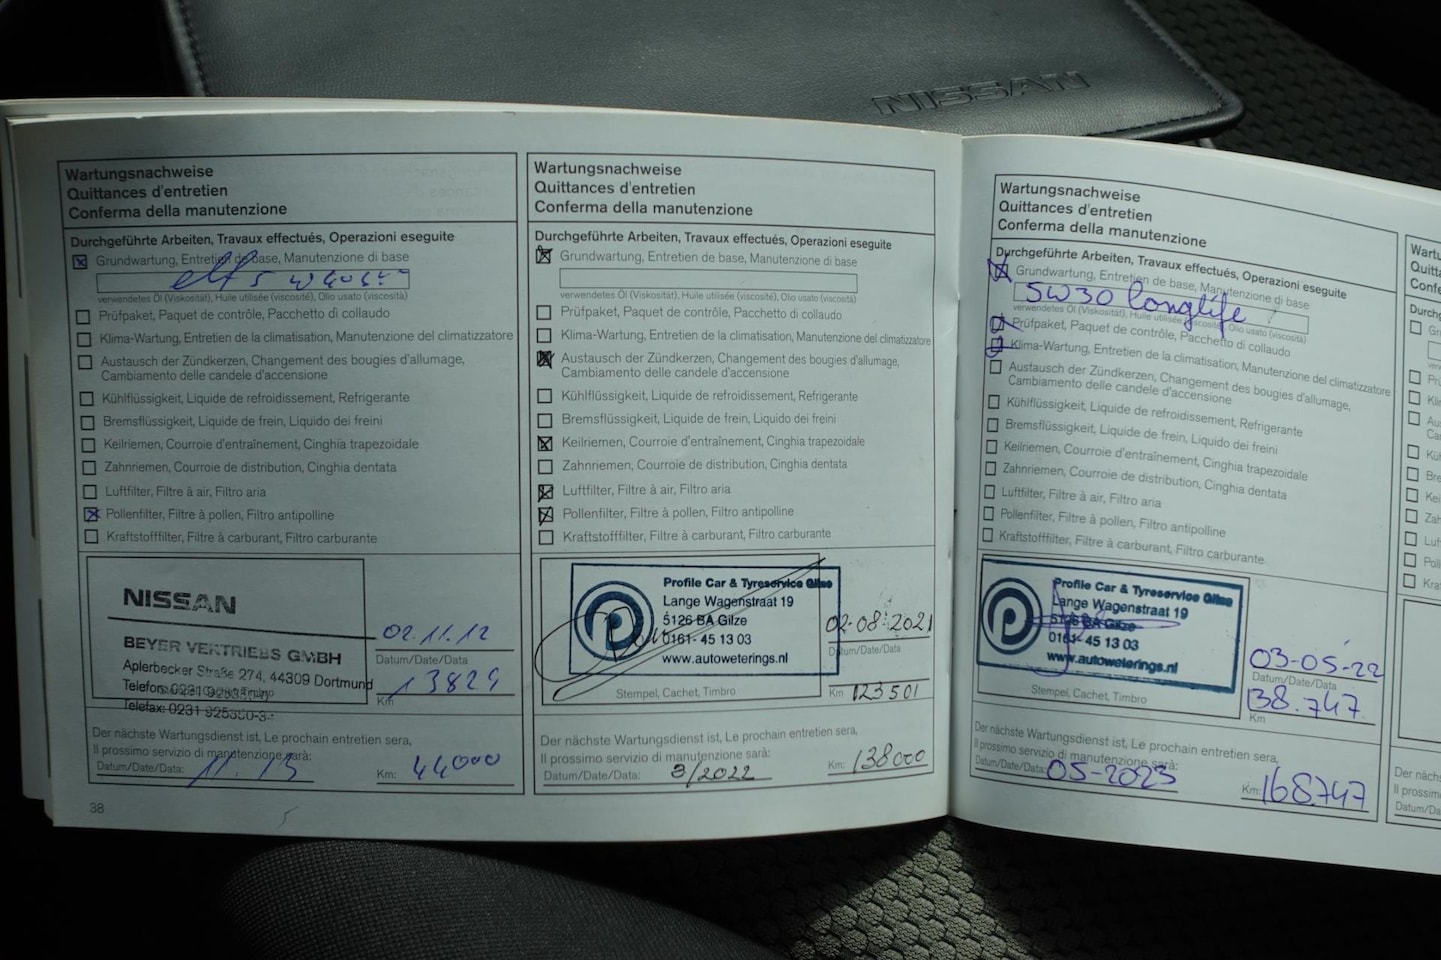 NISSAN
Wartungsnachweise
Quittances d'entretien
Conferma della manutenzione
Durchgeführte Arbeiten, Travaux effectués, Operazioni eseguite
Grundwartung, Entretien de base, Manutenzione di base
elf 5 W
verwendetes Öl (Viskosität), Huile utilisée (viscosité), Olio usato (viscosità)
Prüfpaket, Paquet de contrôle, Pacchetto di collaudo
Klima-Wartung, Entretien de la climatisation, Manutenzione del climatizzatore
Austausch der Zündkerzen, Changement des bougies d'allumage,
Cambiamento delle candele d'accensione
Kühlflüssigkeit, Liquide de refroidissement, Refrigerante
Bremsflüssigkeit, Liquide de frein, Liquido dei freini
Keilriemen, Courroie d'entraînement, Cinghia trapezoidale
Zahnriemen, Courroie de distribution, Cinghia dentata
Luftfilter, Filtre à air, Filtro aria
Pollenfilter, Filtre à pollen, Filtro antipolline
Kraftstofffilter, Filtre à carburant, Filtro carburante
NISSAN
BEYER VERTRIEBS GMBH
Aplerbecker Straße 274, 44309 Dortmund
Telefon: 0231
Telefax: 0231
02.11.12
Datum/Date/Data
13829
Km
Der nächste Wartungsdienst ist, Le prochain entretien sera,
Il prossimo servizio di manutenzione sarà:
Datum/Date/Data: 11.13 Km: 44000
38
Wartungsnachweise
Quittances d'entretien
Conferma della manutenzione
Durchgeführte Arbeiten, Travaux effectués, Operazioni eseguite
Grundwartung, Entretien de base, Manutenzione di base
verwendetes Öl (Viskosität), Huile utilisée (viscosité), Olio usato (viscosità)
Prüfpaket, Paquet de contrôle, Pacchetto di collaudo
Klima-Wartung, Entretien de la climatisation, Manutenzione del climatizzatore
Austausch der Zündkerzen, Changement des bougies d'allumage,
Cambiamento delle candele d'accensione
Kühlflüssigkeit, Liquide de refroidissement, Refrigerante
Bremsflüssigkeit, Liquide de frein, Liquido dei freini
Keilriemen, Courroie d'entraînement, Cinghia trapezoidale
Zahnriemen, Courroie de distribution, Cinghia dentata
Luftfilter, Filtre à air, Filtro aria
Pollenfilter, Filtre à pollen, Filtro antipolline
Kraftstofffilter, Filtre à carburant, Filtro carburante
Profile Car & Tyreservice Gilze
Lange Wagenstraat 19
5126 BA Gilze
0161- 45 13 03
www.autoweterings.nl
02-08-2021
Datum/Date/Data
Stempel, Cachet, Timbro
Km 123501
Der nächste Wartungsdienst ist, Le prochain entretien sera,
Il prossimo servizio di manutenzione sarà:
Datum/Date/Data: 8/2022 Km: 138000
Wartungsnachweise
Quittances d'entretien
Conferma della manutenzione
Durchgeführte Arbeiten, Travaux effectués, Operazioni eseguite
Grundwartung, Entretien de base, Manutenzione di base
5W30 longlife
verwendetes Öl (Viskosität), Huile utilisée (viscosité), Olio usato (viscosità)
Prüfpaket, Paquet de contrôle, Pacchetto di collaudo
Klima-Wartung, Entretien de la climatisation, Manutenzione del climatizzatore
Austausch der Zündkerzen, Changement des bougies d'allumage,
Cambiamento delle candele d'accensione
Kühlflüssigkeit, Liquide de refroidissement, Refrigerante
Bremsflüssigkeit, Liquide de frein, Liquido dei freini
Keilriemen, Courroie d'entraînement, Cinghia trapezoidale
Zahnriemen, Courroie de distribution, Cinghia dentata
Luftfilter, Filtre à air, Filtro aria
Pollenfilter, Filtre à pollen, Filtro antipolline
Kraftstofffilter, Filtre à carburant, Filtro carburante
Profile Car & Tyreservice Gilze
Lange Wagenstraat 19
5126 BA Gilze
0161- 45 13 03
www.autoweterings.nl
03-05-22
Datum/Date/Data
138.747
Km
Stempel, Cachet, Timbro
Der nächste Wartungsdienst ist, Le prochain entretien sera,
Il prossimo servizio di manutenzione sarà:
Datum/Date/Data: 05-2023 Km: 168.747